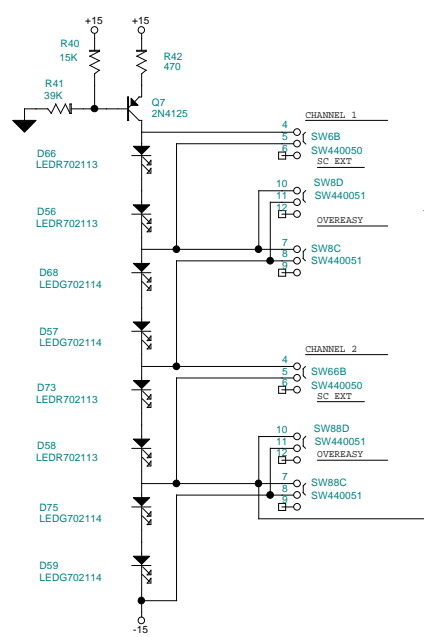 +15
+15
R40
15K
R42
470
R41
39K
Q7
2N4125
CHANNEL 1
4
5
6
SW6B
SW440050
SC EXT
D66
LEDR702113
10
11
12
SW8D
SW440051
OVEREASY
D56
LEDR702113
7
8
9
SW8C
SW440051
D68
LEDG702114
D57
LEDG702114
CHANNEL 2
4
5
6
SW66B
SW440050
SC EXT
D73
LEDR702113
10
11
12
SW88D
SW440051
OVEREASY
D58
LEDR702113
7
8
9
SW88C
SW440051
D75
LEDG702114
D59
LEDG702114
-15